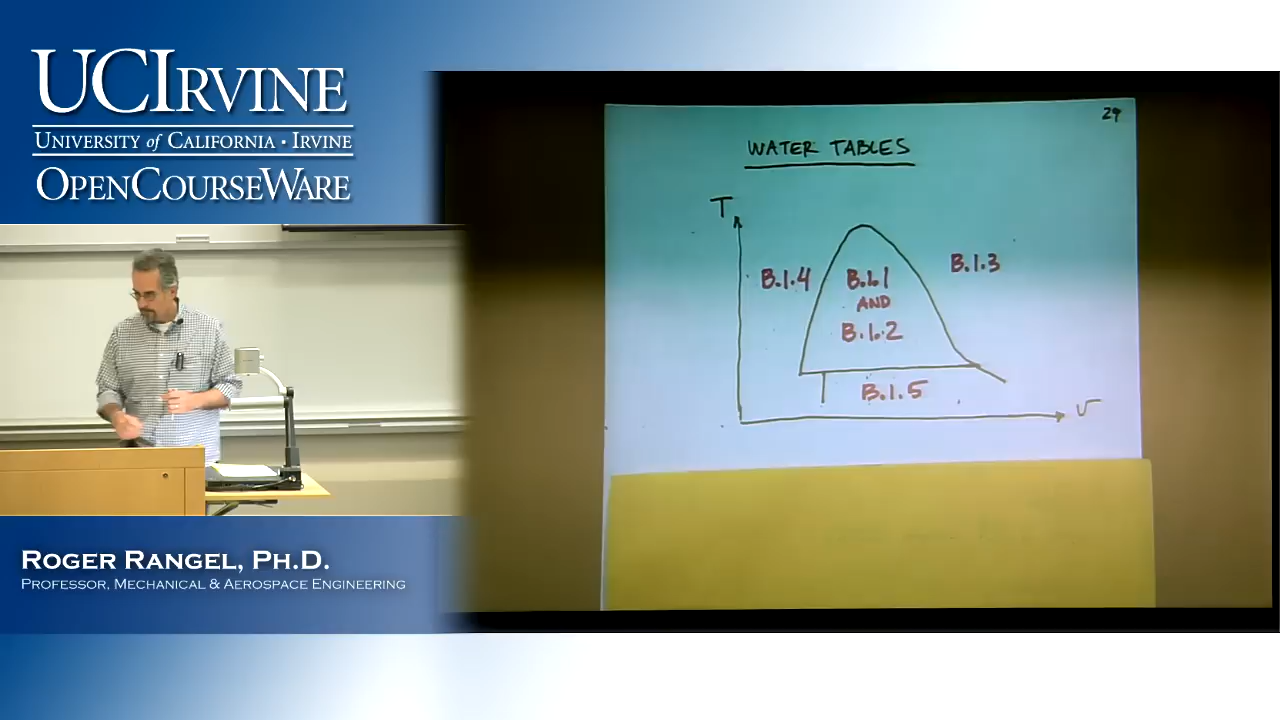 UCIRVINE
UNIVERSITY of CALIFORNIA • IRVINE
OPENCOURSEWARE
29
WATER TABLES
T
B.1.4
B.1.1
AND
B.1.2
B.1.3
B.1.5
v
ROGER RANGEL, PH.D.
PROFESSOR, MECHANICAL & AEROSPACE ENGINEERING